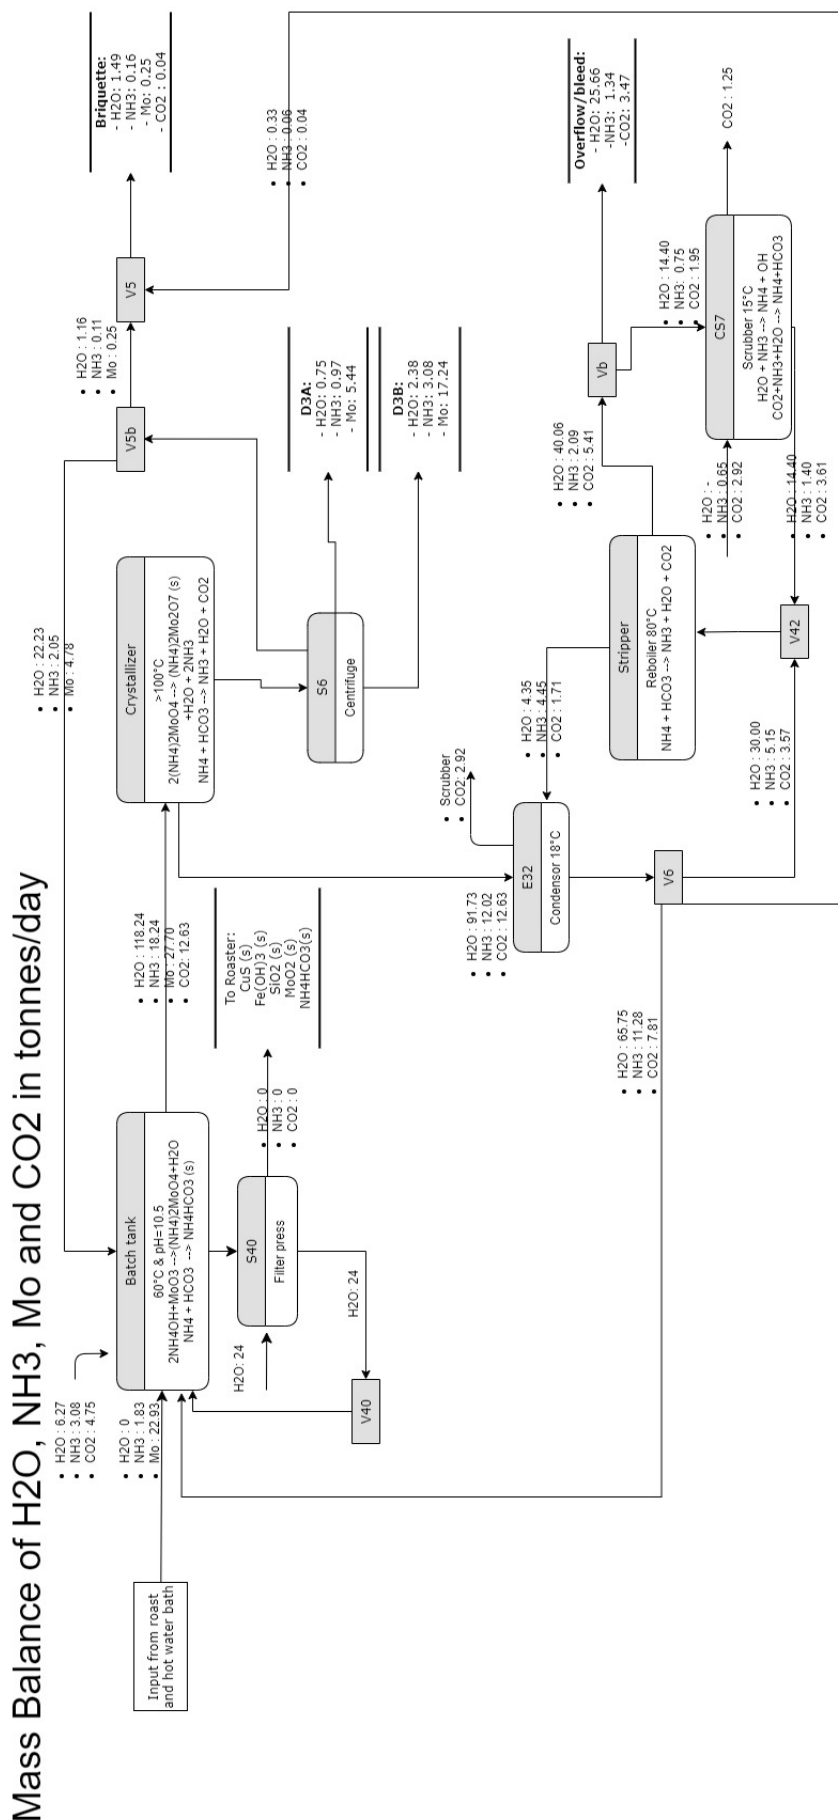 Mass Balance of H2O, NH3, Mo and CO2 in tonnes/day
Input from roast
and hot water bath
• H2O : 6.27
• NH3 : 3.08
• CO2 : 4.75
• H2O : 0
• NH3 : 1.83
• Mo : 22.93
Batch tank
60°C & pH=10.5
2NH4OH+MoO3 -->(NH4)2MoO4+H2O
NH4 + HCO3 --> NH4HCO3 (s)
H2O: 24
S40
Filter press
H2O: 24
V40
• H2O : 0
• NH3 : 0
• CO2 : 0
To Roaster:
CuS (s)
Fe(OH)3 (s)
SiO2 (s)
MoO2 (s)
NH4HCO3(s)
• H2O : 118.24
• NH3 : 18.24
• Mo : 27.70
• CO2: 12.63
• H2O : 22.23
• NH3 : 2.05
• Mo : 4.78
Crystallizer
>100°C
2(NH4)2MoO4 --> (NH4)2Mo2O7 (s)
+H2O + 2NH3
NH4 + HCO3 --> NH3 + H2O + CO2
S6
Centrifuge
V5b
• H2O : 1.16
• NH3 : 0.11
• Mo : 0.25
V5
Briquette:
- H2O: 1.49
- NH3: 0.16
- Mo: 0.25
- CO2 : 0.04
• H2O : 0.33
• NH3 : 0.06
• CO2 : 0.04
D3A:
- H2O: 0.75
- NH3: 0.97
- Mo: 5.44
D3B:
- H2O: 2.38
- NH3: 3.08
- Mo: 17.24
• H2O : 91.73
• NH3 : 12.02
• CO2 : 12.63
E32
Condensor 18°C
• Scrubber
• CO2: 2.92
• H2O : 4.35
• NH3 : 4.45
• CO2 : 1.71
Stripper
Reboiler 80°C
NH4 + HCO3 --> NH3 + H2O + CO2
• H2O : 40.06
• NH3 : 2.09
• CO2 : 5.41
Vb
Overflow/bleed:
- H2O: 25.66
-NH3: 1.34
-CO2: 3.47
• H2O : 14.40
• NH3: 0.75
• CO2 : 1.95
CS7
Scrubber 15°C
H2O + NH3 --> NH4 + OH
CO2+NH3+H2O --> NH4+HCO3
CO2 : 1.25
• H2O : -
• NH3 : 0.65
• CO2 : 2.92
• H2O : 14.40
• NH3 : 1.40
• CO2 : 3.61
V42
• H2O : 30.00
• NH3 : 5.15
• CO2 : 3.57
V6
• H2O : 65.75
• NH3 : 11.28
• CO2 : 7.81